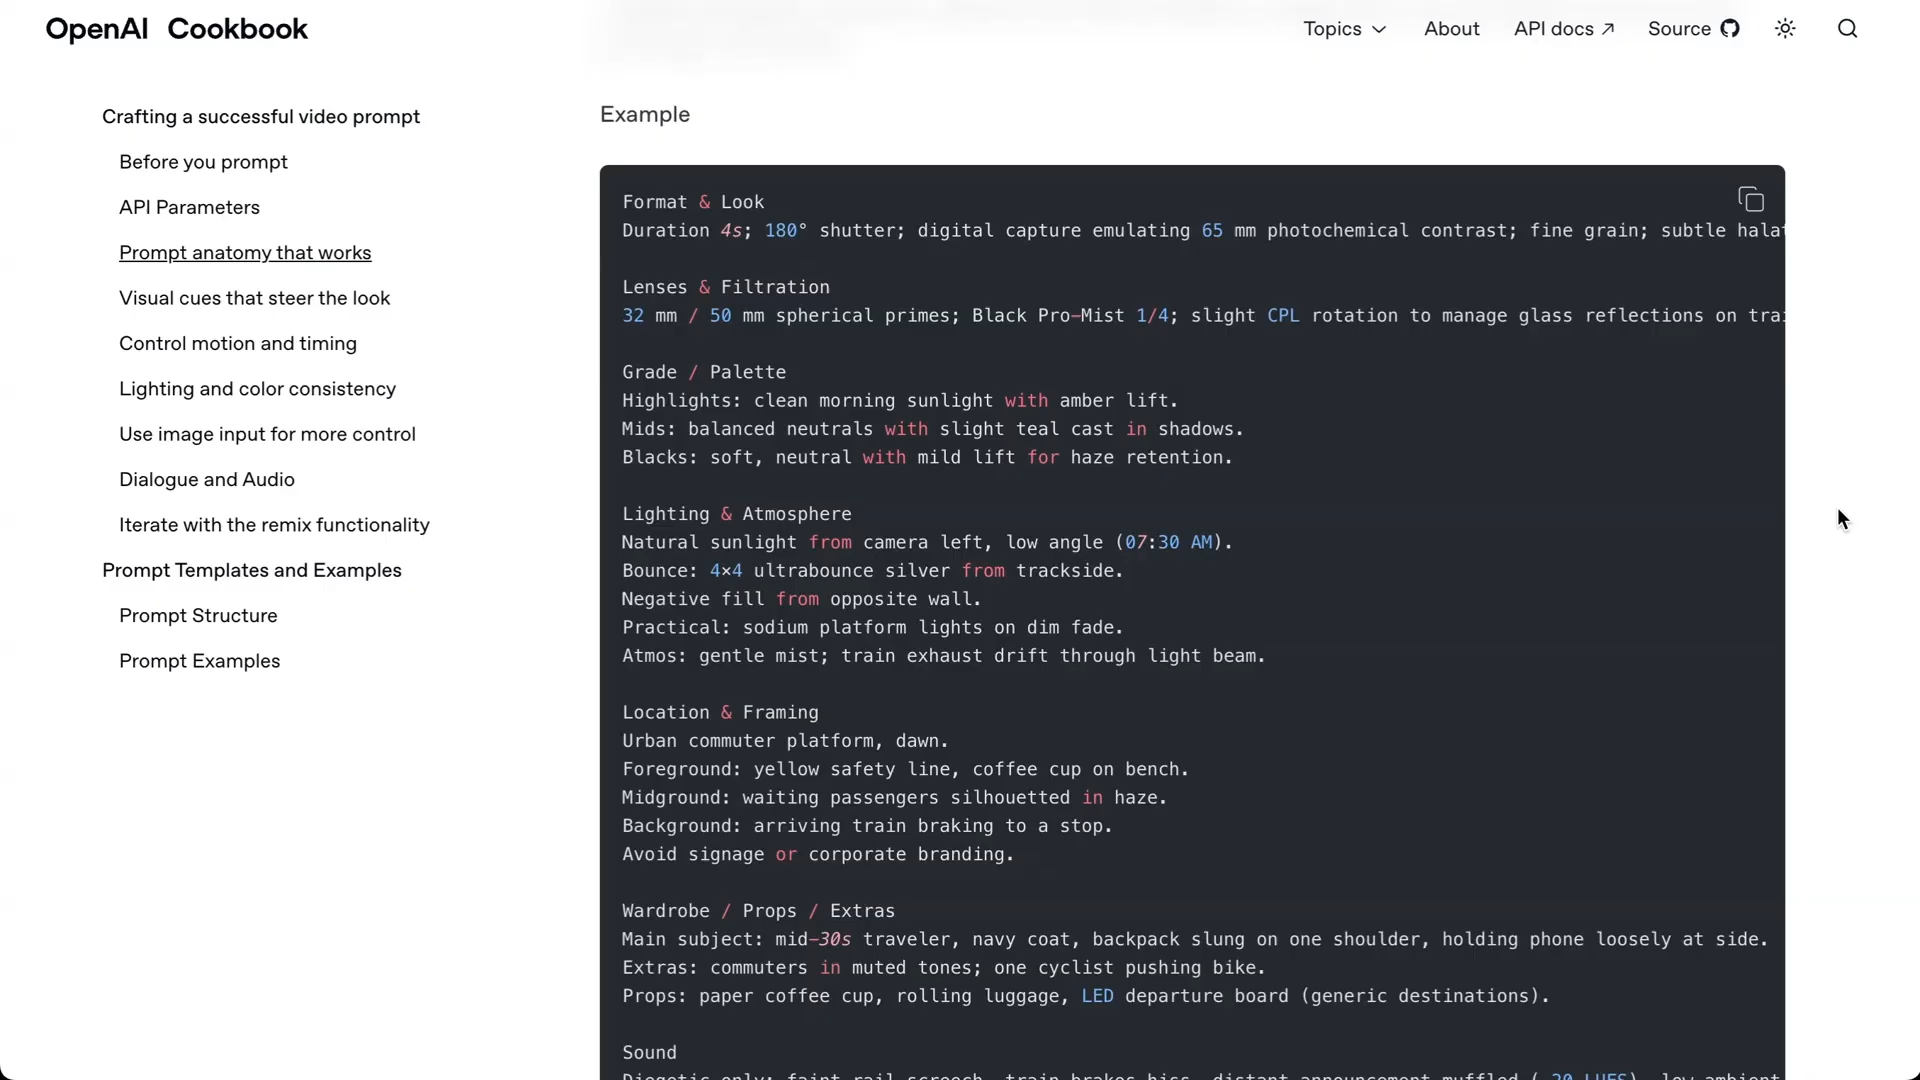 OpenAI Cookbook
Topics About API docs ↗ Source
Crafting a successful video prompt
Before you prompt
API Parameters
Prompt anatomy that works
Visual cues that steer the look
Control motion and timing
Lighting and color consistency
Use image input for more control
Dialogue and Audio
Iterate with the remix functionality
Prompt Templates and Examples
Prompt Structure
Prompt Examples
Example
Format & Look
Duration 4s; 180° shutter; digital capture emulating 65 mm photochemical contrast; fine grain; subtle
Lenses & Filtration
32 mm / 50 mm spherical primes; Black Pro-Mist 1/4; slight CPL rotation to manage glass reflections on
Grade / Palette
Highlights: clean morning sunlight with amber lift.
Mids: balanced neutrals with slight teal cast in shadows.
Blacks: soft, neutral with mild lift for haze retention.
Lighting & Atmosphere
Natural sunlight from camera left, low angle (07:30 AM).
Bounce: 4×4 ultrabounce silver from trackside.
Negative fill from opposite wall.
Practical: sodium platform lights on dim fade.
Atmos: gentle mist; train exhaust drift through light beam.
Location & Framing
Urban commuter platform, dawn.
Foreground: yellow safety line, coffee cup on bench.
Midground: waiting passengers silhouetted in haze.
Background: arriving train braking to a stop.
Avoid signage or corporate branding.
Wardrobe / Props / Extras
Main subject: mid-30s traveler, navy coat, backpack slung on one shoulder, holding phone loosely at side.
Extras: commuters in muted tones; one cyclist pushing bike.
Props: paper coffee cup, rolling luggage, LED departure board (generic destinations).
Sound